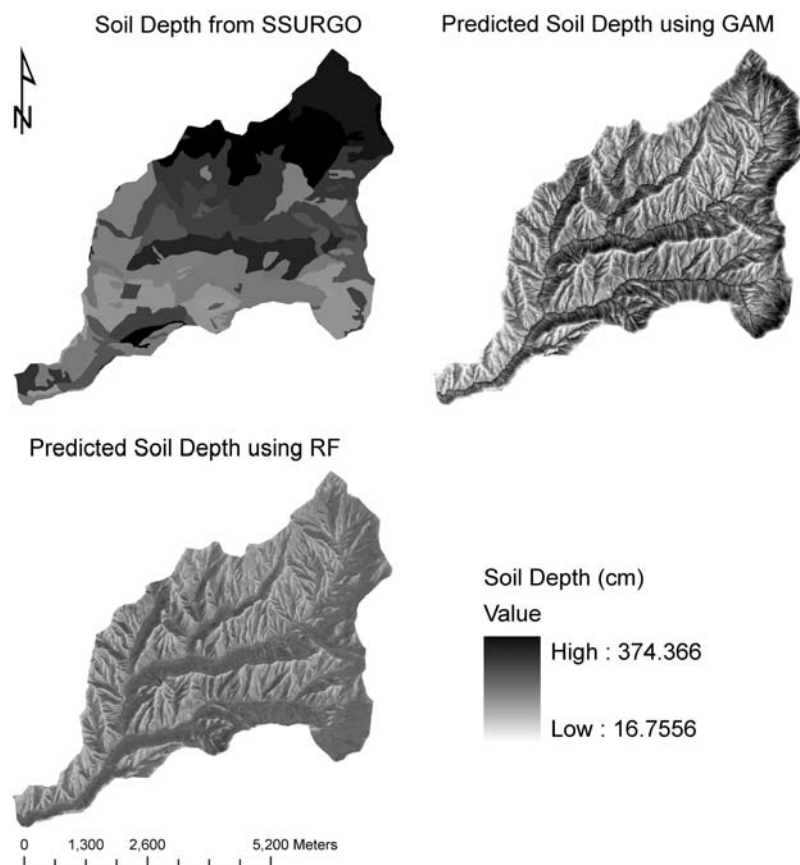 Soil Depth from SSURGO
Predicted Soil Depth using GAM
N
Predicted Soil Depth using RF
Soil Depth (cm)
Value
High : 374.366
Low : 16.7556
0 1,300 2,600 5,200 Meters